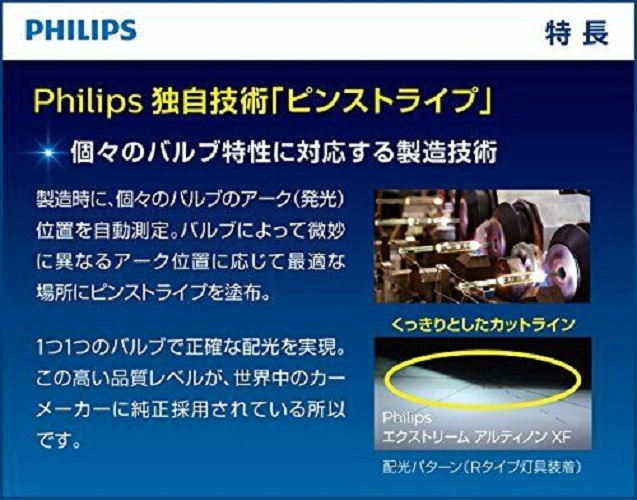 PHILIPS
特 長
Philips 独自技術「ピンストライプ」
個々のバルブ特性に対応する製造技術
製造時に、個々のバルブのアーク(発光)
位置を自動測定。バルブによって微妙
に異なるアーク位置に応じて最適な
場所にピンストライプを塗布。
1つ1つのバルブで正確な配光を実現。
この高い品質レベルが、世界中のカー
メーカーに純正採用されている所以
です。
くっきりとしたカットライン
Philips
エクストリーム アルティノン XF
配光パターン(Rタイプ灯具装着)